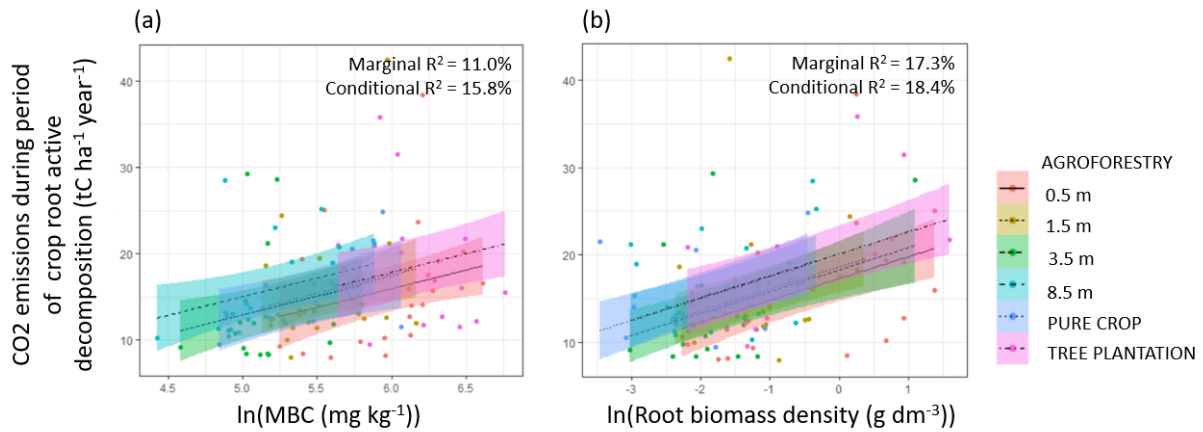 (a)
(b)
CO2 emissions during period
of crop root active
decomposition (tC ha⁻¹ year⁻¹)
Marginal R² = 11.0%
Conditional R² = 15.8%
40
30
20
10
4.5 5.0 5.5 6.0 6.5
ln(MBC (mg kg⁻¹))
Marginal R² = 17.3%
Conditional R² = 18.4%
40
30
20
10
-3 -2 -1 0 1
ln(Root biomass density (g dm⁻³))
AGROFORESTRY
0.5 m
1.5 m
3.5 m
8.5 m
PURE CROP
TREE PLANTATION